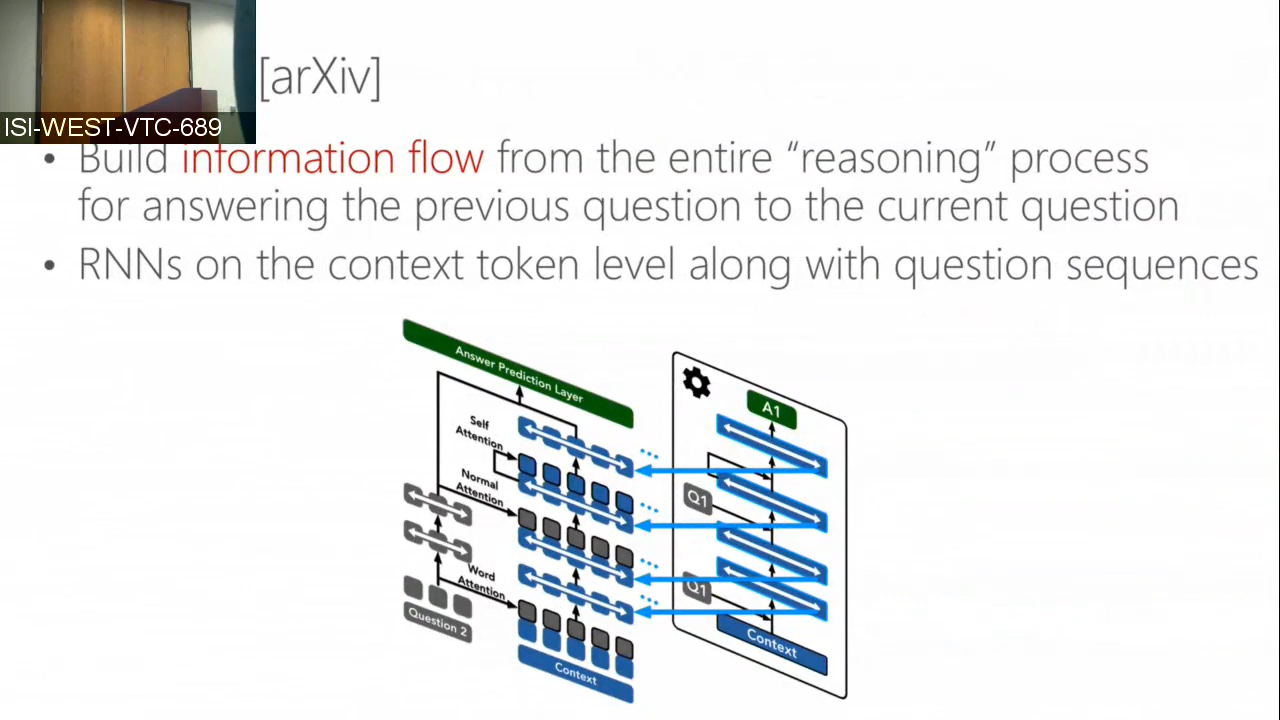 [arXiv]
ISI-WEST-VTC-689
• Build information flow from the entire “reasoning” process
for answering the previous question to the current question
• RNNs on the context token level along with question sequences
Answer Prediction Layer
Self
Attention
Normal
Attention
Word
Attention
Question 2
Context
A1
Q1
Q1
Context